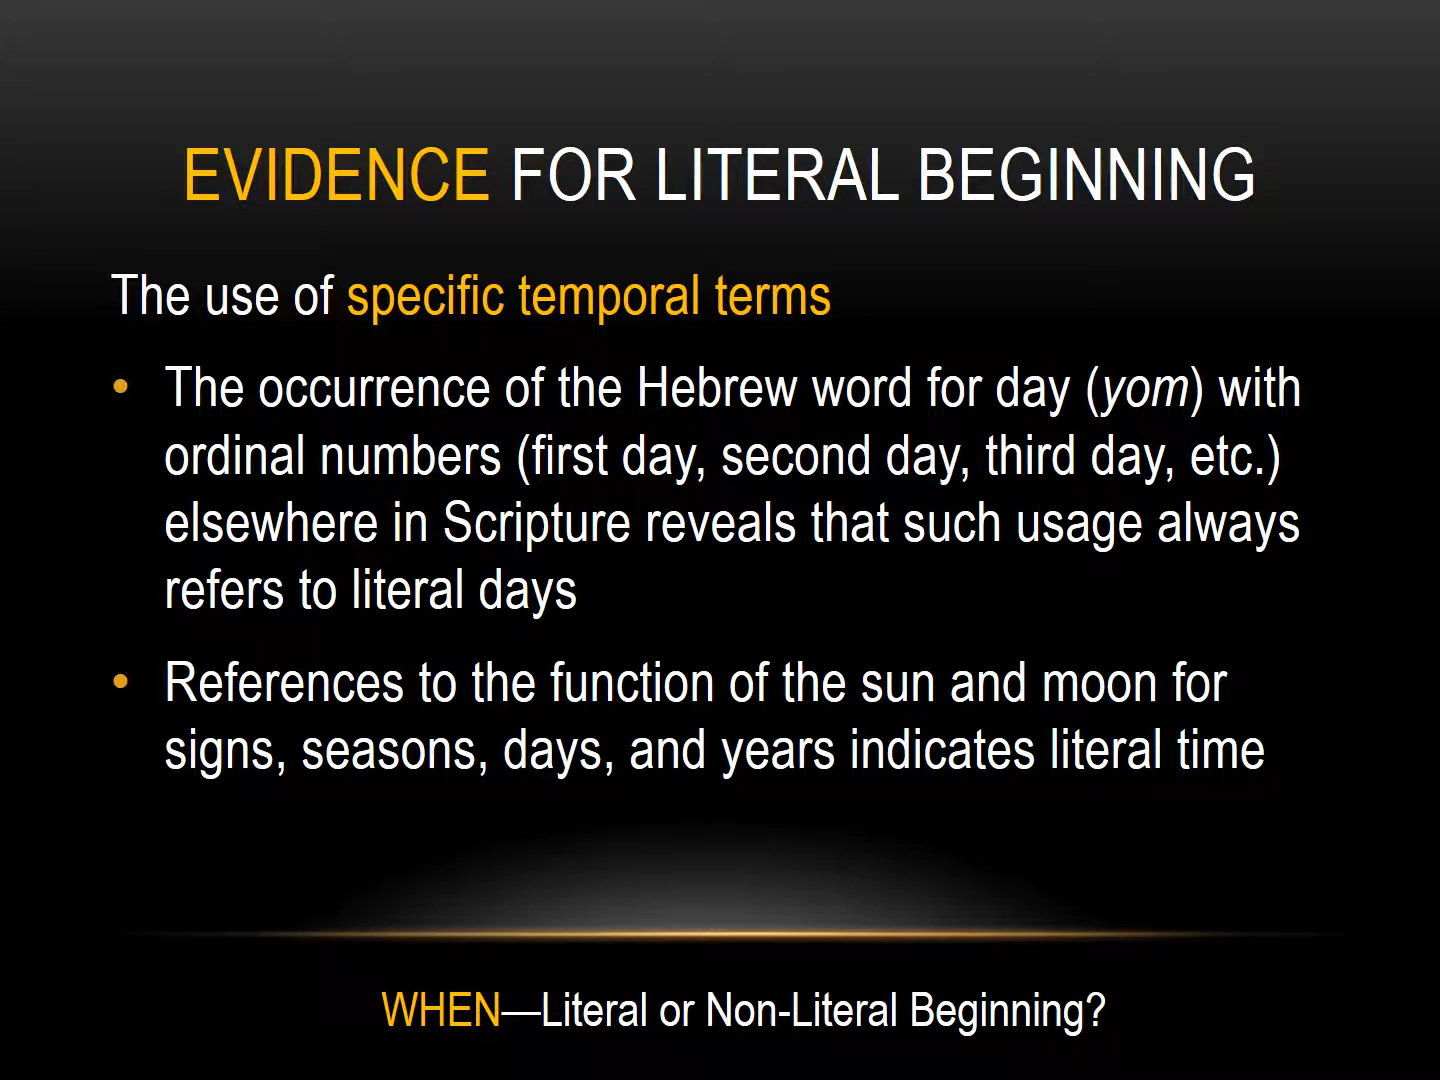 EVIDENCE FOR LITERAL BEGINNING
The use of specific temporal terms
• The occurrence of the Hebrew word for day (yom) with
ordinal numbers (first day, second day, third day, etc.)
elsewhere in Scripture reveals that such usage always
refers to literal days
• References to the function of the sun and moon for
signs, seasons, days, and years indicates literal time
WHEN—Literal or Non-Literal Beginning?